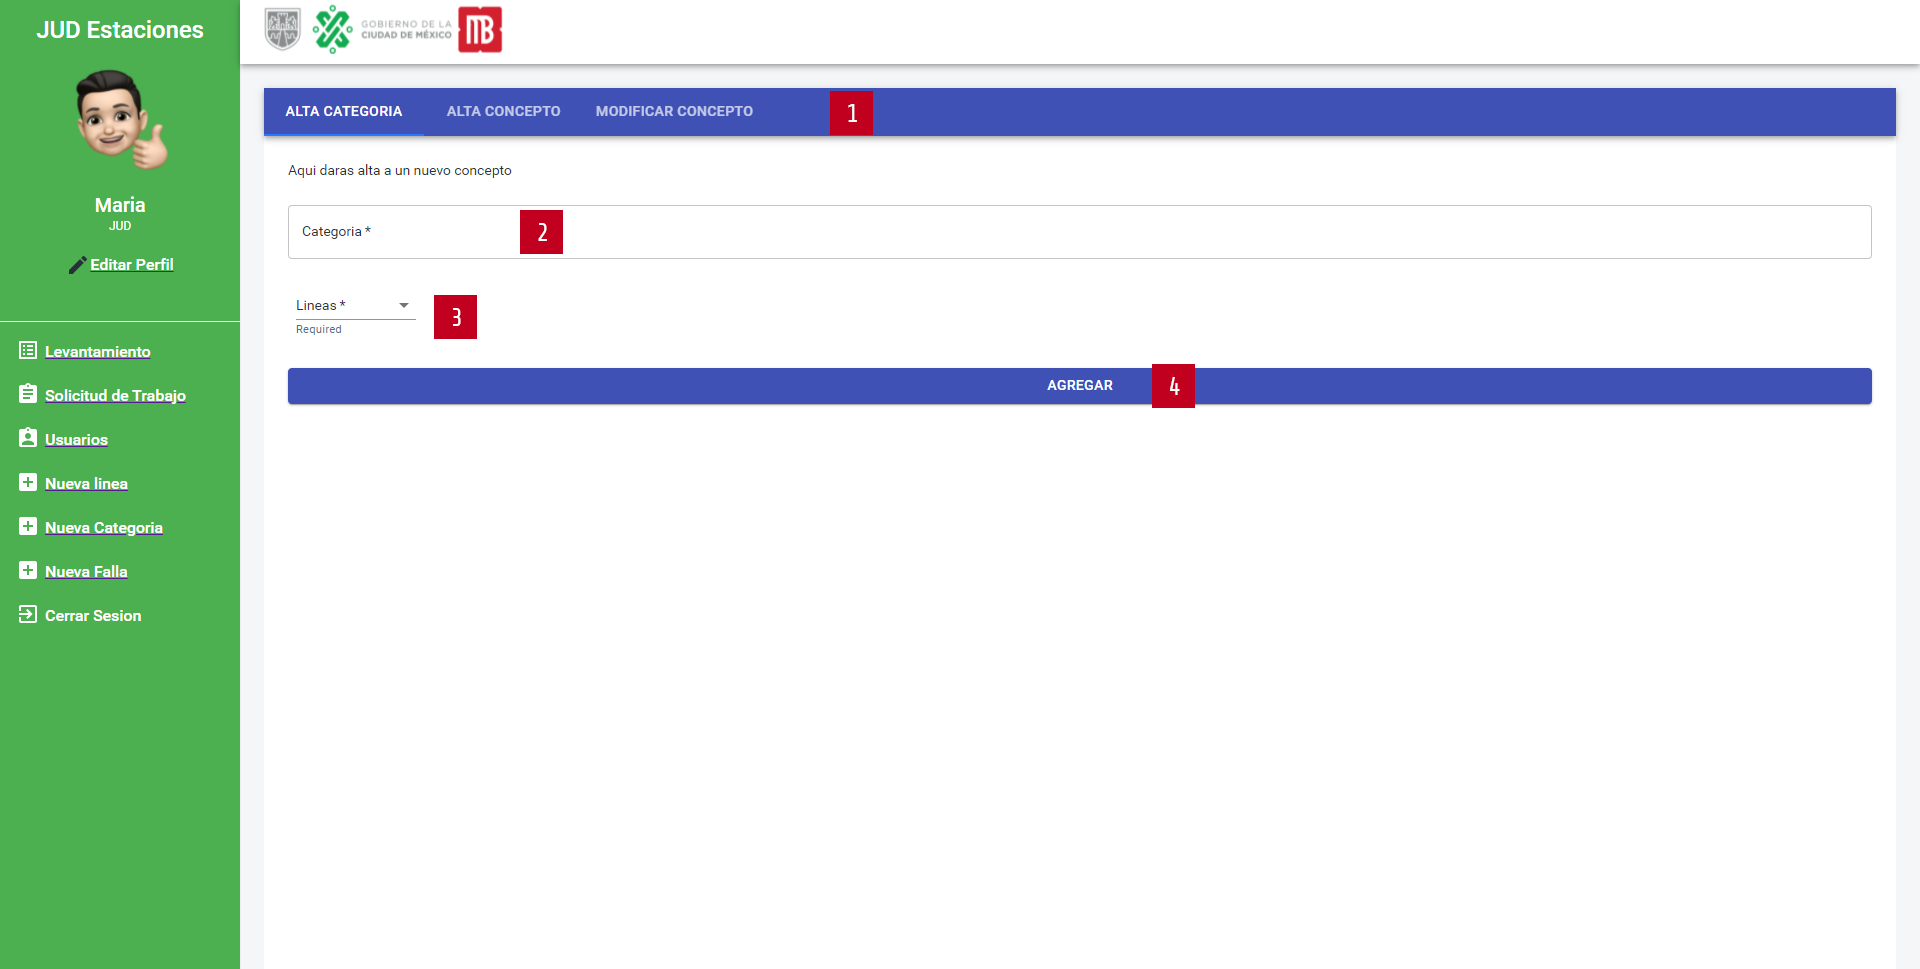 JUD Estaciones
Maria
JUD
Editar Perfil
Levantamiento
Solicitud de Trabajo
Usuarios
Nueva linea
Nueva Categoria
Nueva Falla
Cerrar Sesion
GOBIERNO DE LA
CIUDAD DE MÉXICO
MB
ALTA CATEGORIA ALTA CONCEPTO MODIFICAR CONCEPTO 1
Aqui daras alta a un nuevo concepto
Categoria * 2
Lineas * 3
Required
AGREGAR 4